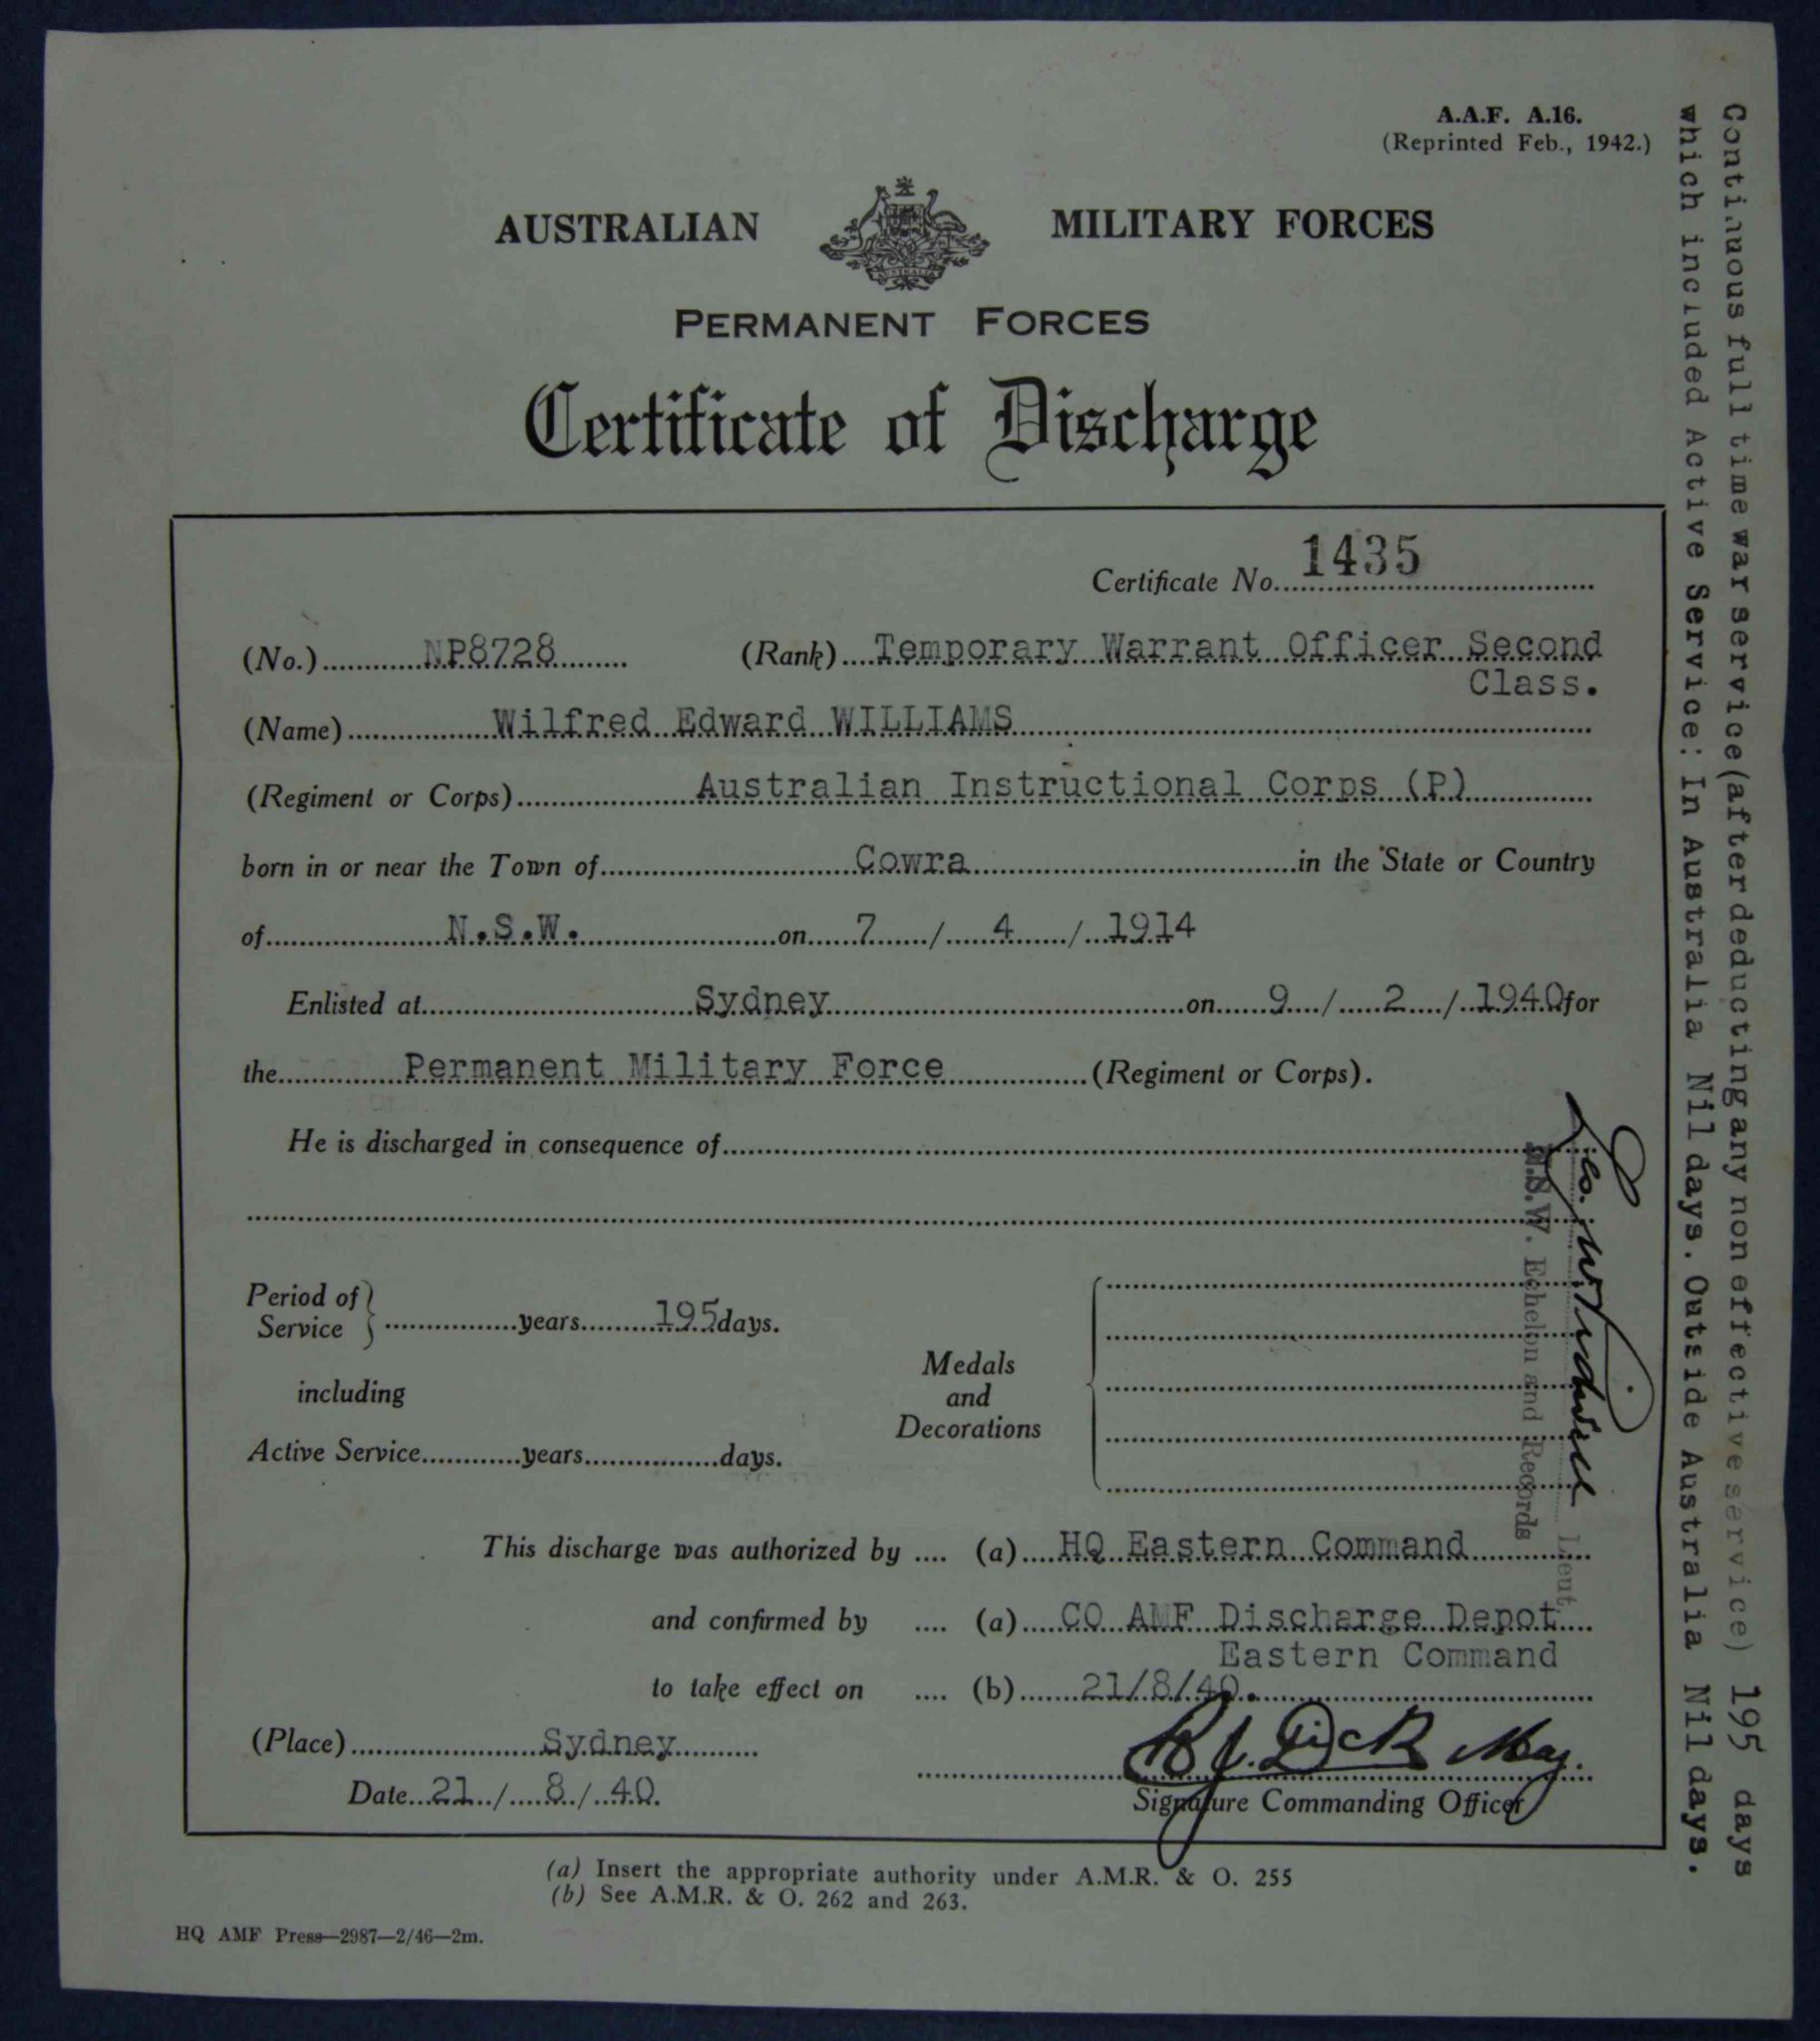 A.A.F. A.16.
(Reprinted Feb., 1942.)
AUSTRALIAN MILITARY FORCES
AUSTRALIA
PERMANENT FORCES
Certificate of Discharge
Certificate No. 1435
(No.) NP8728 (Rank) Temporary Warrant Officer Second
Class.
(Name) Wilfred Edward WILLIAMS
(Regiment or Corps) Australian Instructional Corps (P)
born in or near the Town of Cowra in the State or Country
of N.S.W. on 7 / 4 / 1914
Enlisted at Sydney on 9 / 2 / 1940 for
the Permanent Military Force (Regiment or Corps).
He is discharged in consequence of
Period of
Service } years 195 days.
including
Active Service years days.
Medals
and
Decorations
This discharge was authorized by .... (a) HQ Eastern Command
and confirmed by .... (a) CO AMF Discharge Depot
Eastern Command
to take effect on .... (b) 21/8/40.
(Place) Sydney
Date 21 / 8 / 40.
R J. Dick Maj.
Signature Commanding Officer
(a) Insert the appropriate authority under A.M.R. & O. 255
(b) See A.M.R. & O. 262 and 263.
HQ AMF Press—2987—2/46—2m.
Continuous full time war service (after deducting any non effective service) 195 days
which included Active Service: In Australia Nil days. Outside Australia Nil days.
Lieut
N.S.W. Echelon and Records